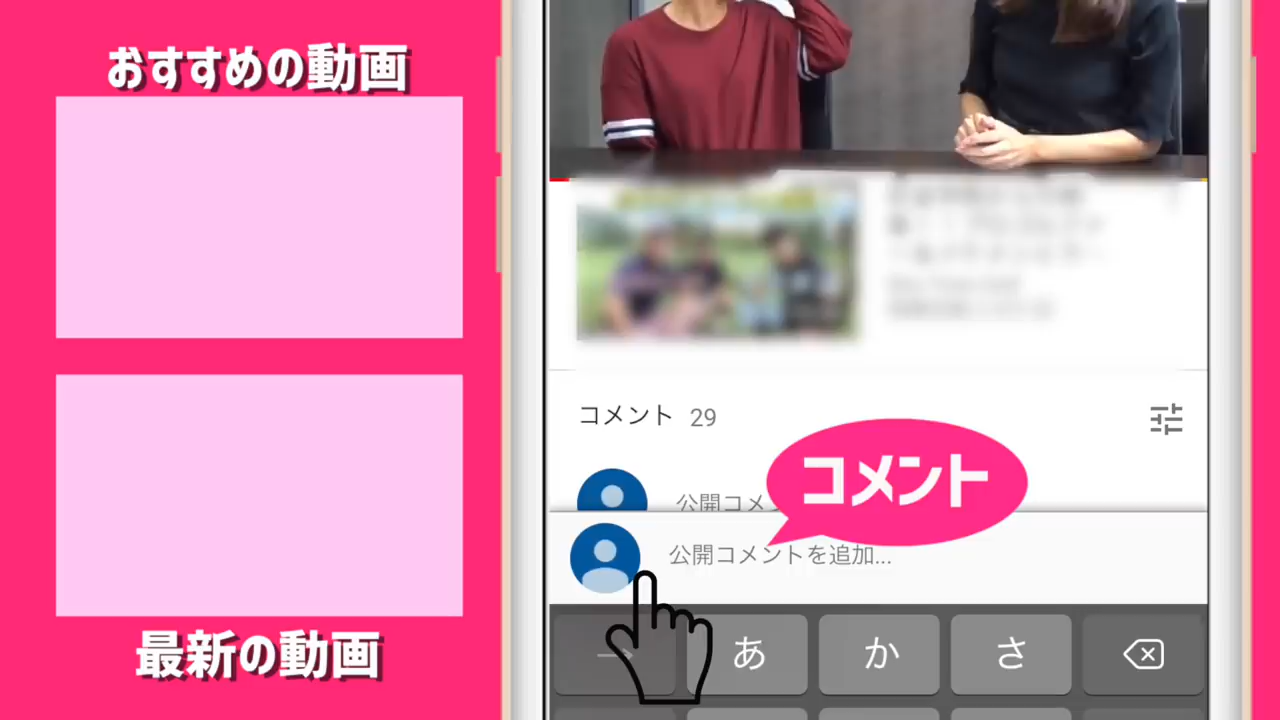 おすすめの動画
最新の動画
コメント 29
コメント
公開コメ
公開コメントを追加...
あ
か
さ